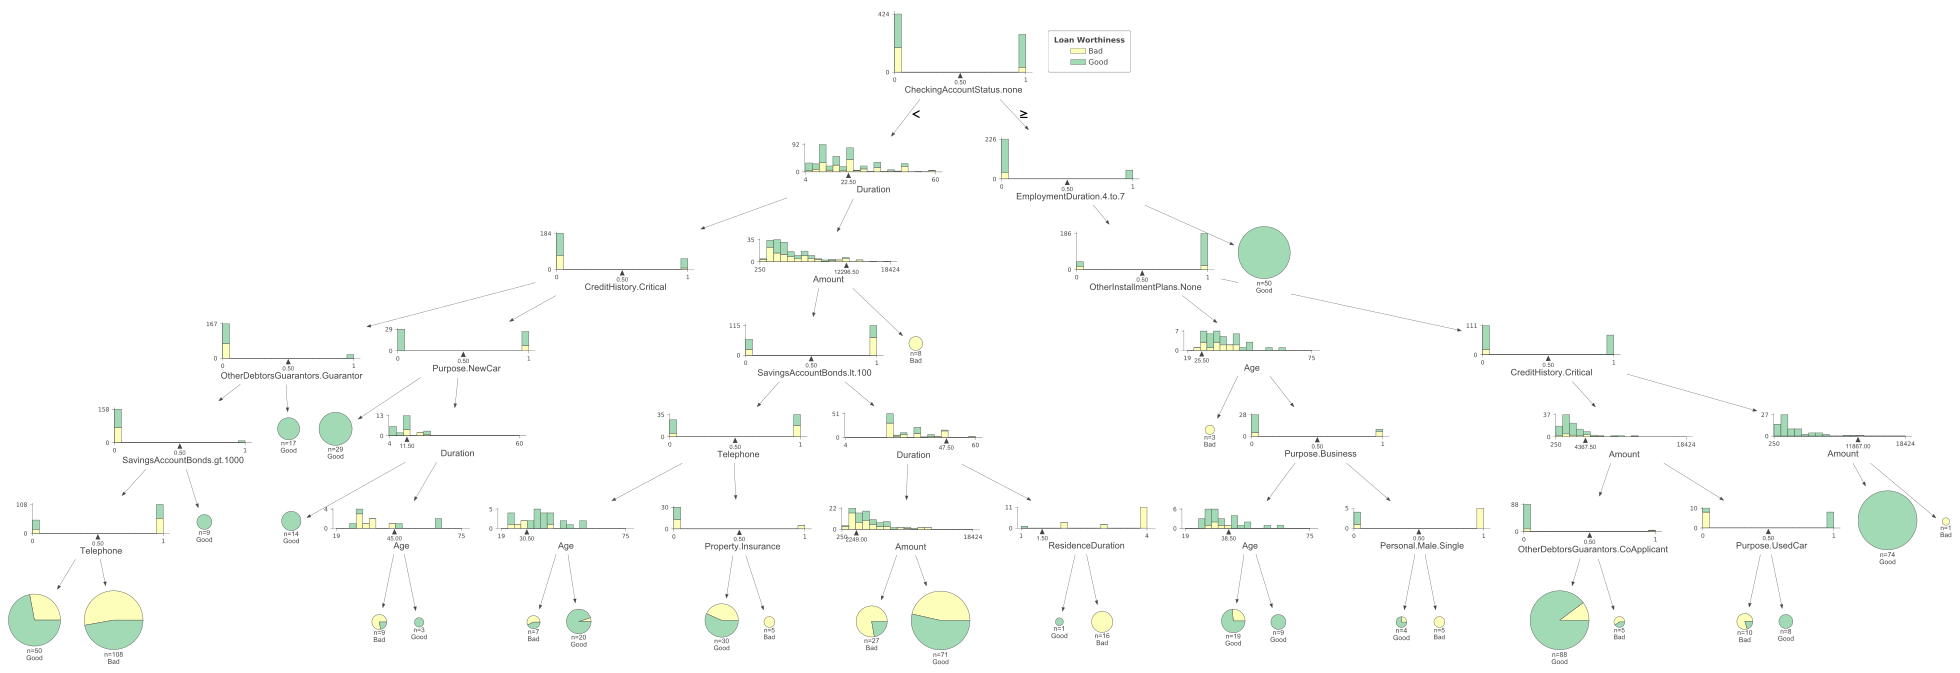 424
0
0
0.50
1
CheckingAccountStatus.none
Loan Worthiness
Bad
Good
<
≥
92
0
4
22.50
60
Duration
226
0
0
0.50
1
EmploymentDuration.4.to.7
184
0
0
0.50
1
CreditHistory.Critical
35
0
250
12296.50
18424
Amount
186
0
0
0.50
1
OtherInstallmentPlans.None
n=50
Good
167
0
0
0.50
1
OtherDebtorsGuarantors.Guarantor
29
0
0
0.50
1
Purpose.NewCar
115
0
0
0.50
1
SavingsAccountBonds.lt.100
n=8
Bad
7
0
19
25.50
75
Age
111
0
0
0.50
1
CreditHistory.Critical
158
0
0
0.50
1
SavingsAccountBonds.gt.1000
n=17
Good
n=29
Good
13
0
4
11.50
60
Duration
35
0
0
0.50
1
Telephone
51
0
4
47.50
60
Duration
n=3
Bad
28
0
0
0.50
1
Purpose.Business
37
0
250
4367.50
18424
Amount
27
0
250
11867.00
18424
Amount
108
0
0
0.50
1
Telephone
n=9
Good
n=14
Good
4
0
19
45.00
75
Age
5
0
19
30.50
75
Age
30
0
0
0.50
1
Property.Insurance
22
0
250
2249.00
18424
Amount
11
0
1
1.50
4
ResidenceDuration
6
0
19
38.50
75
Age
5
0
0
0.50
1
Personal.Male.Single
88
0
0
0.50
1
OtherDebtorsGuarantors.CoApplicant
10
0
0
0.50
1
Purpose.UsedCar
n=74
Good
n=1
Bad
n=50
Good
n=108
Bad
n=9
Bad
n=3
Good
n=7
Bad
n=20
Good
n=30
Good
n=5
Bad
n=27
Bad
n=71
Good
n=1
Good
n=16
Bad
n=19
Good
n=9
Good
n=4
Good
n=5
Bad
n=88
Good
n=5
Bad
n=10
Bad
n=8
Good